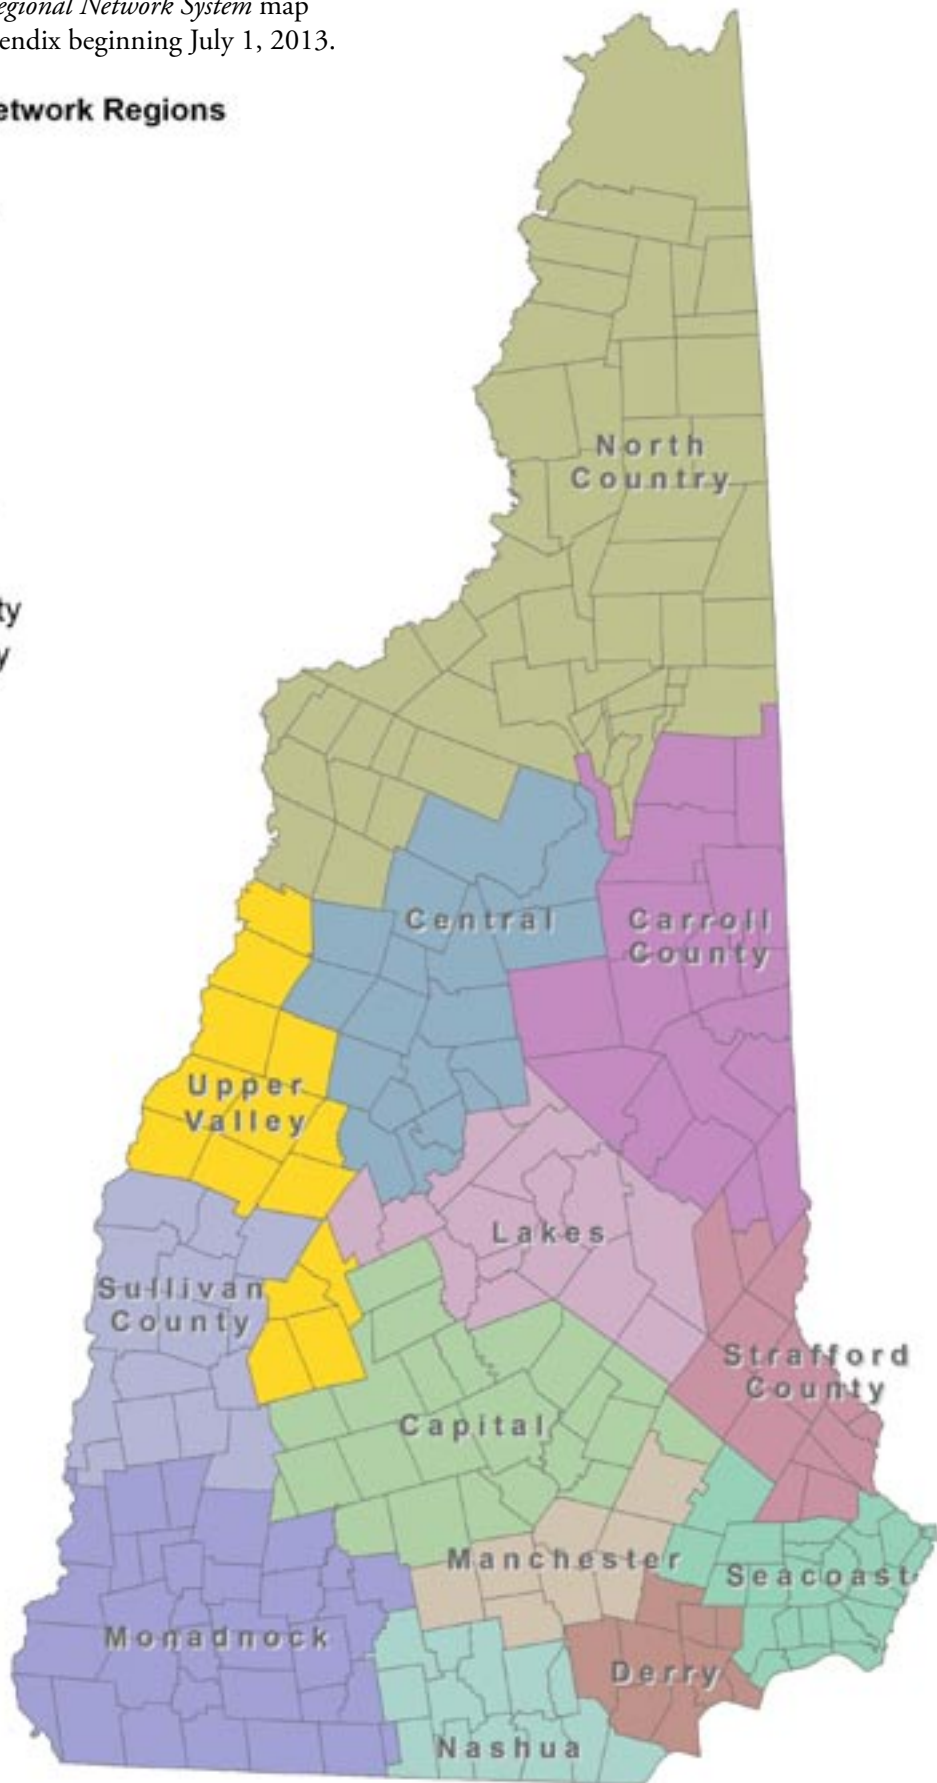 egional Network System map
endix beginning July 1, 2013.
etwork Regions
ty
y
North
Country
Central
Carroll
County
Upper
Valley
Lakes
Sullivan
County
Strafford
County
Capital
Manchester
Seacoast
Monadnock
Derry
Nashua